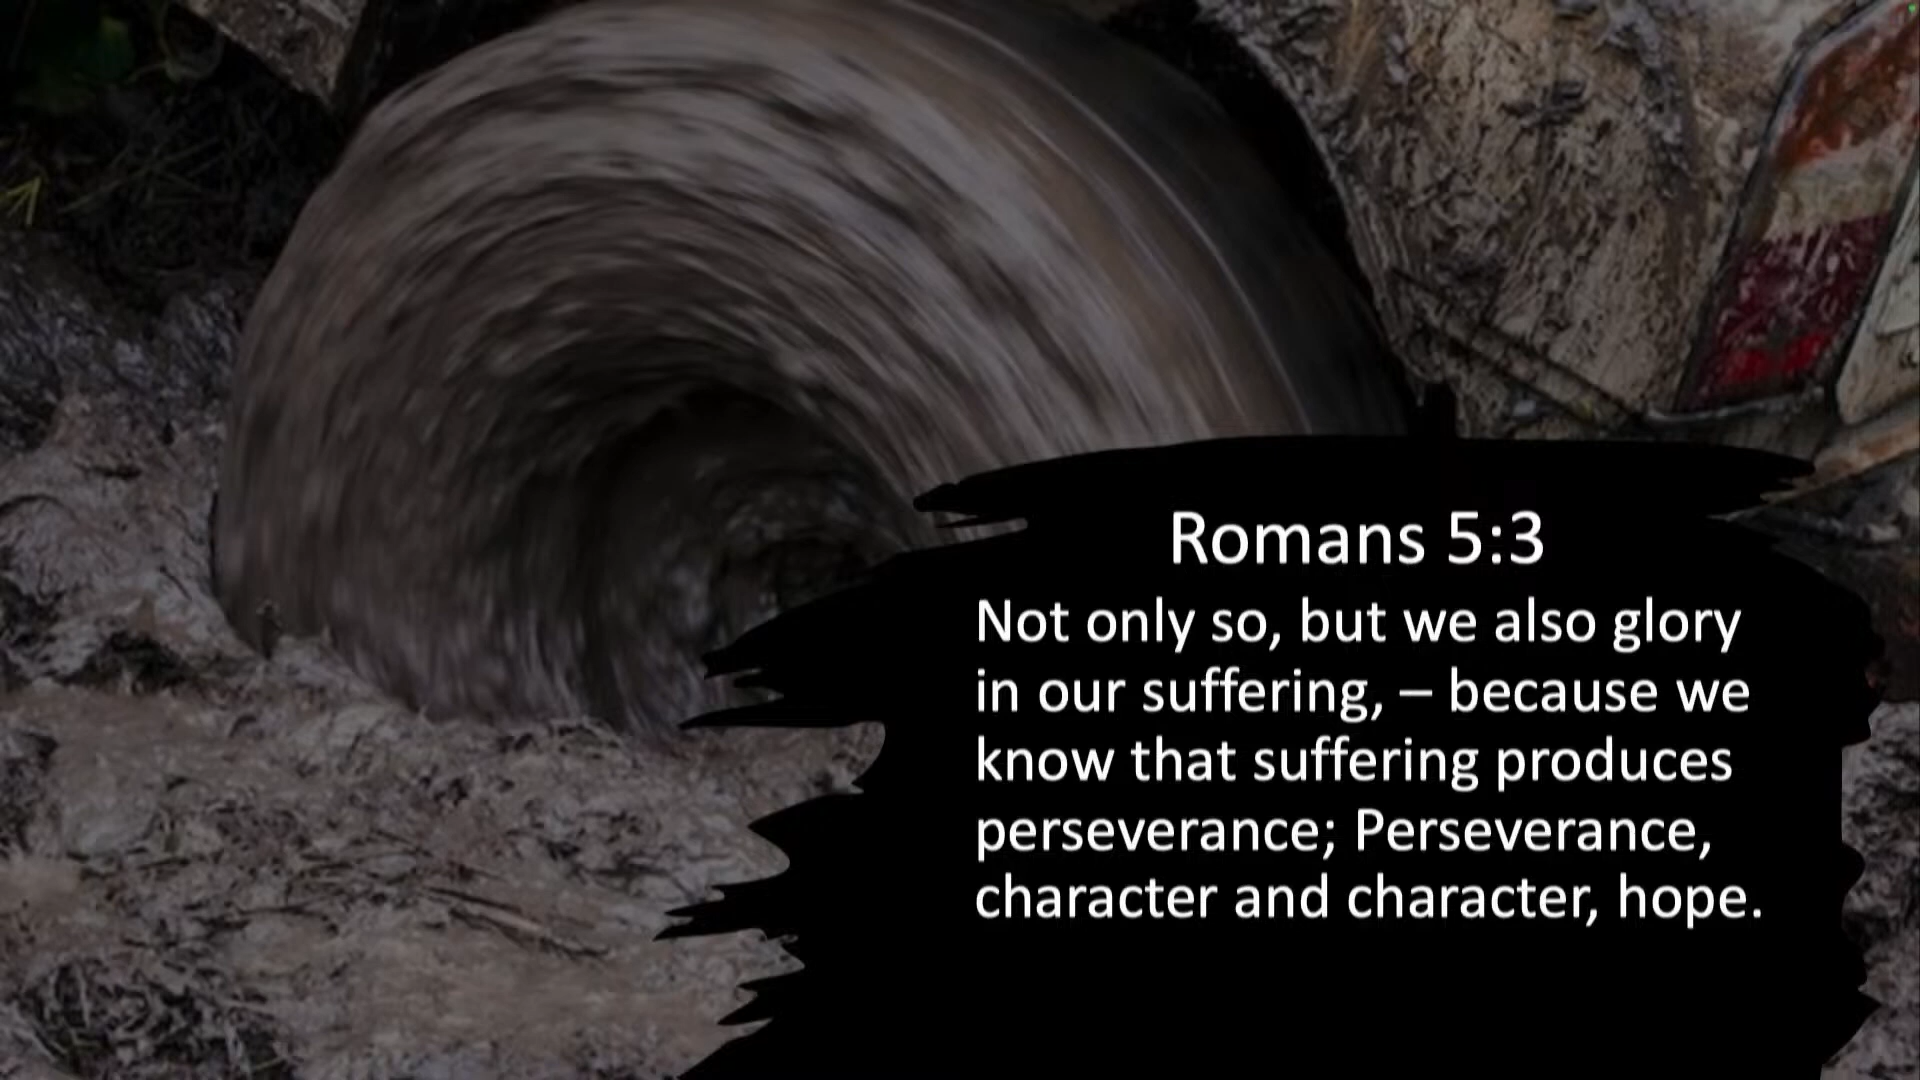 Romans 5:3
Not only so, but we also glory
in our suffering, – because we
know that suffering produces
perseverance; Perseverance,
character and character, hope.